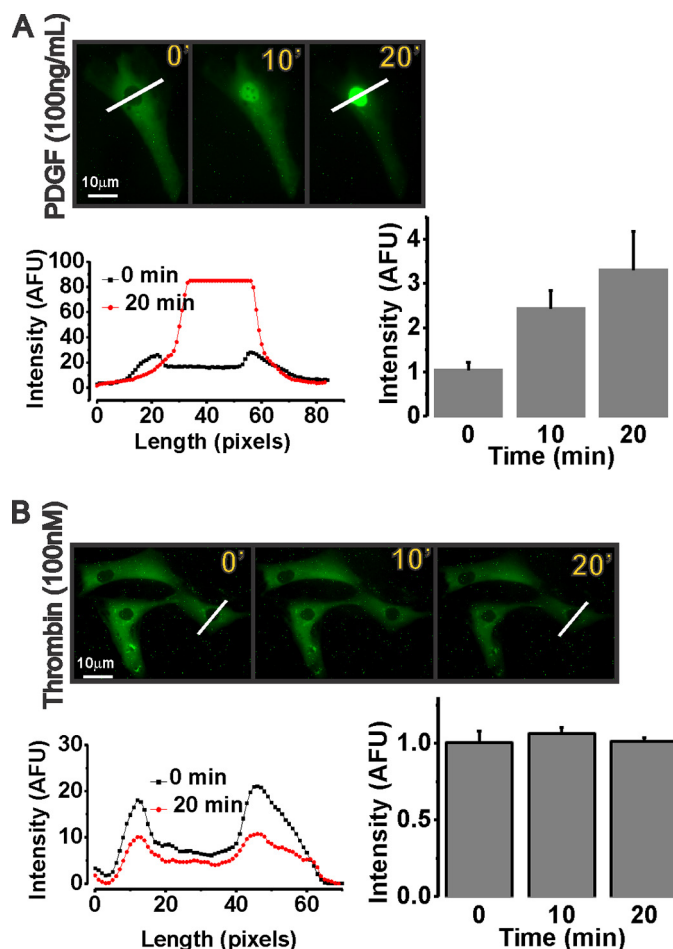 A
PDGF (100ng/mL)
0' 10' 20'
10μm
Intensity (AFU)
100
80
60
40
20
0
0 min
20 min
0 20 40 60 80
Length (pixels)
Intensity (AFU)
4
3
2
1
0
0 10 20
Time (min)
B
Thrombin (100nM)
0' 10' 20'
10μm
Intensity (AFU)
30
20
10
0
0 min
20 min
0 20 40 60
Length (pixels)
Intensity (AFU)
1.0
0.5
0.0
0 10 20
Time (min)